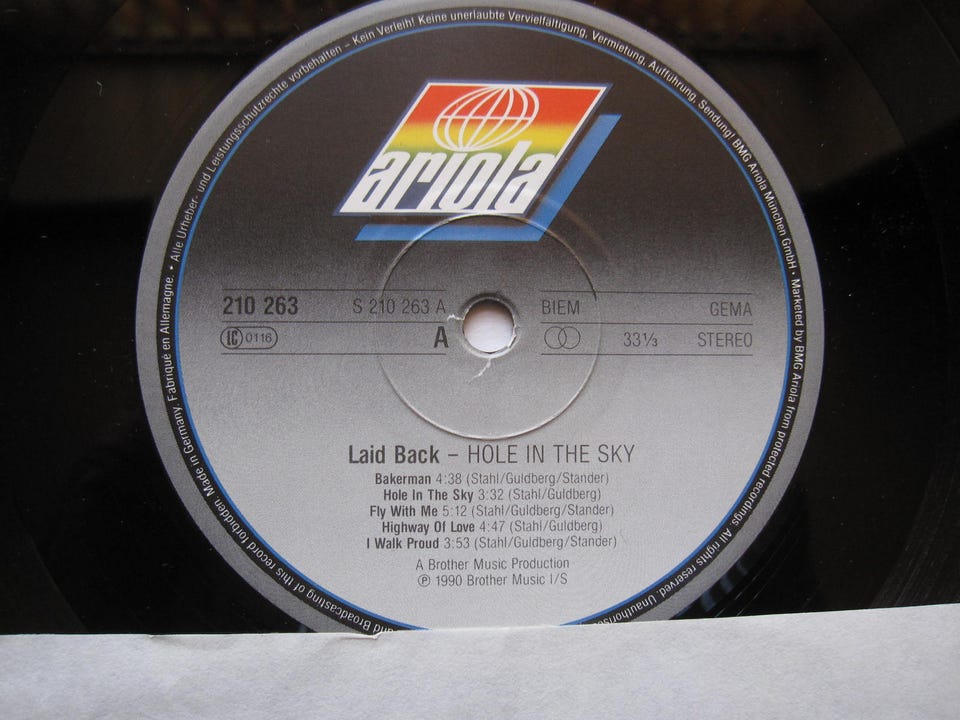 Alle Urheber- und Leistungsschutzrechte vorbehalten – Kein Verleih! Keine unerlaubte Vervielfältigung, Vermietung, Aufführung, Sendung! BMG Ariola München GmbH • Marketed by BMG Ariola from protected recordings. All rights reserved. Unauthorise
nd Broadcasting of this record forbidden. Made in Germany. Fabriqué en Allemagne. •
ariola
210 263
S 210 263 A
BIEM
GEMA
LC 0116
A
33⅓
STEREO
Laid Back – HOLE IN THE SKY
Bakerman 4:38 (Stahl/Guldberg/Stander)
Hole In The Sky 3:32 (Stahl/Guldberg)
Fly With Me 5:12 (Stahl/Guldberg/Stander)
Highway Of Love 4:47 (Stahl/Guldberg)
I Walk Proud 3:53 (Stahl/Guldberg/Stander)
A Brother Music Production
℗ 1990 Brother Music I/S